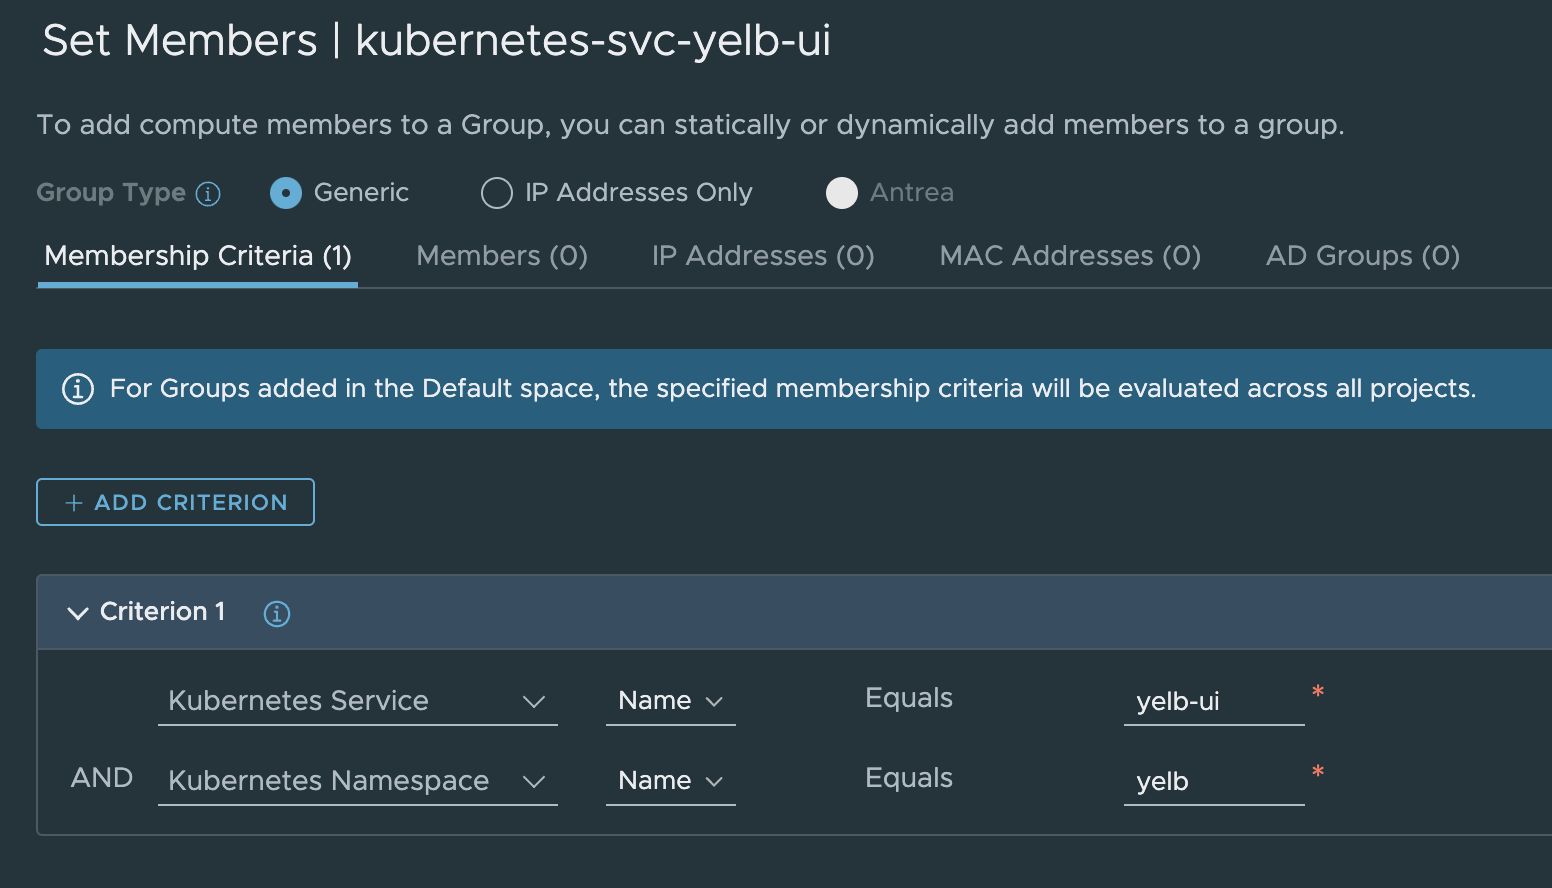 Set Members | kubernetes-svc-yelb-ui
To add compute members to a Group, you can statically or dynamically add members to a group.
Group Type Generic IP Addresses Only Antrea
Membership Criteria (1) Members (0) IP Addresses (0) MAC Addresses (0) AD Groups (0)
For Groups added in the Default space, the specified membership criteria will be evaluated across all projects.
+ ADD CRITERION
Criterion 1
Kubernetes Service Name Equals yelb-ui *
AND Kubernetes Namespace Name Equals yelb *